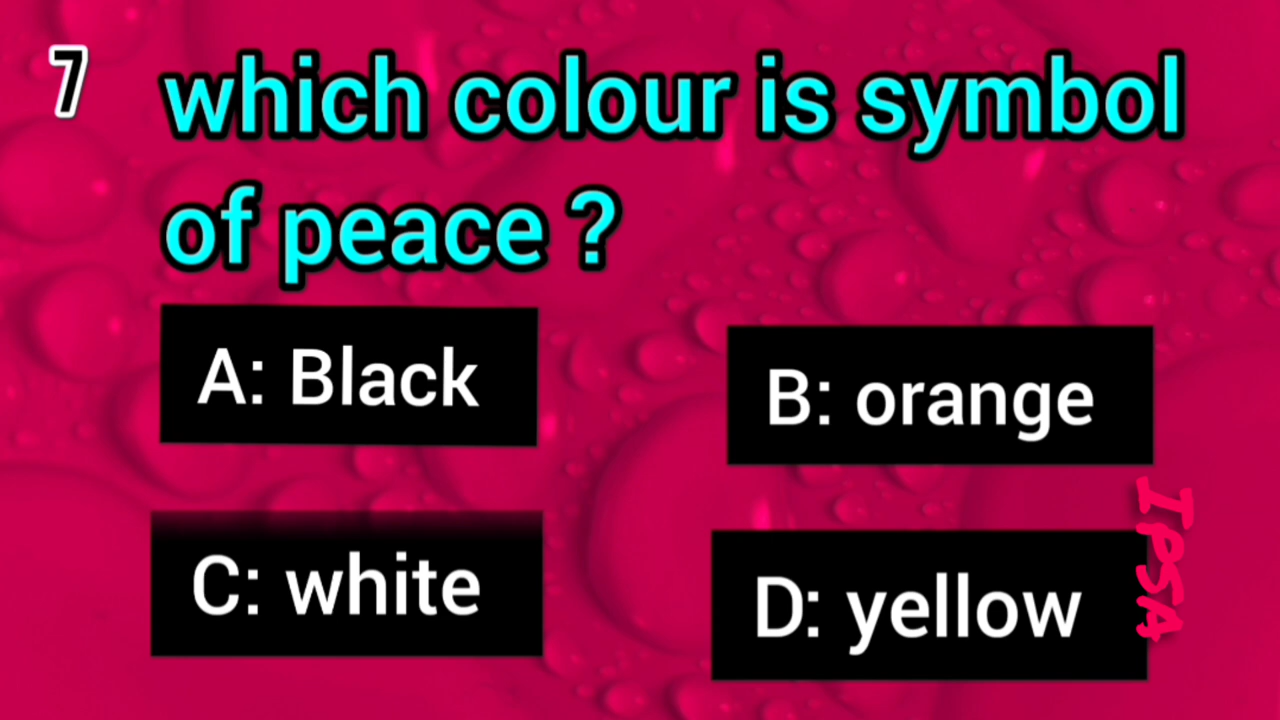 7
which colour is symbol
of peace ?
A: Black
B: orange
C: white
D: yellow
IPSA